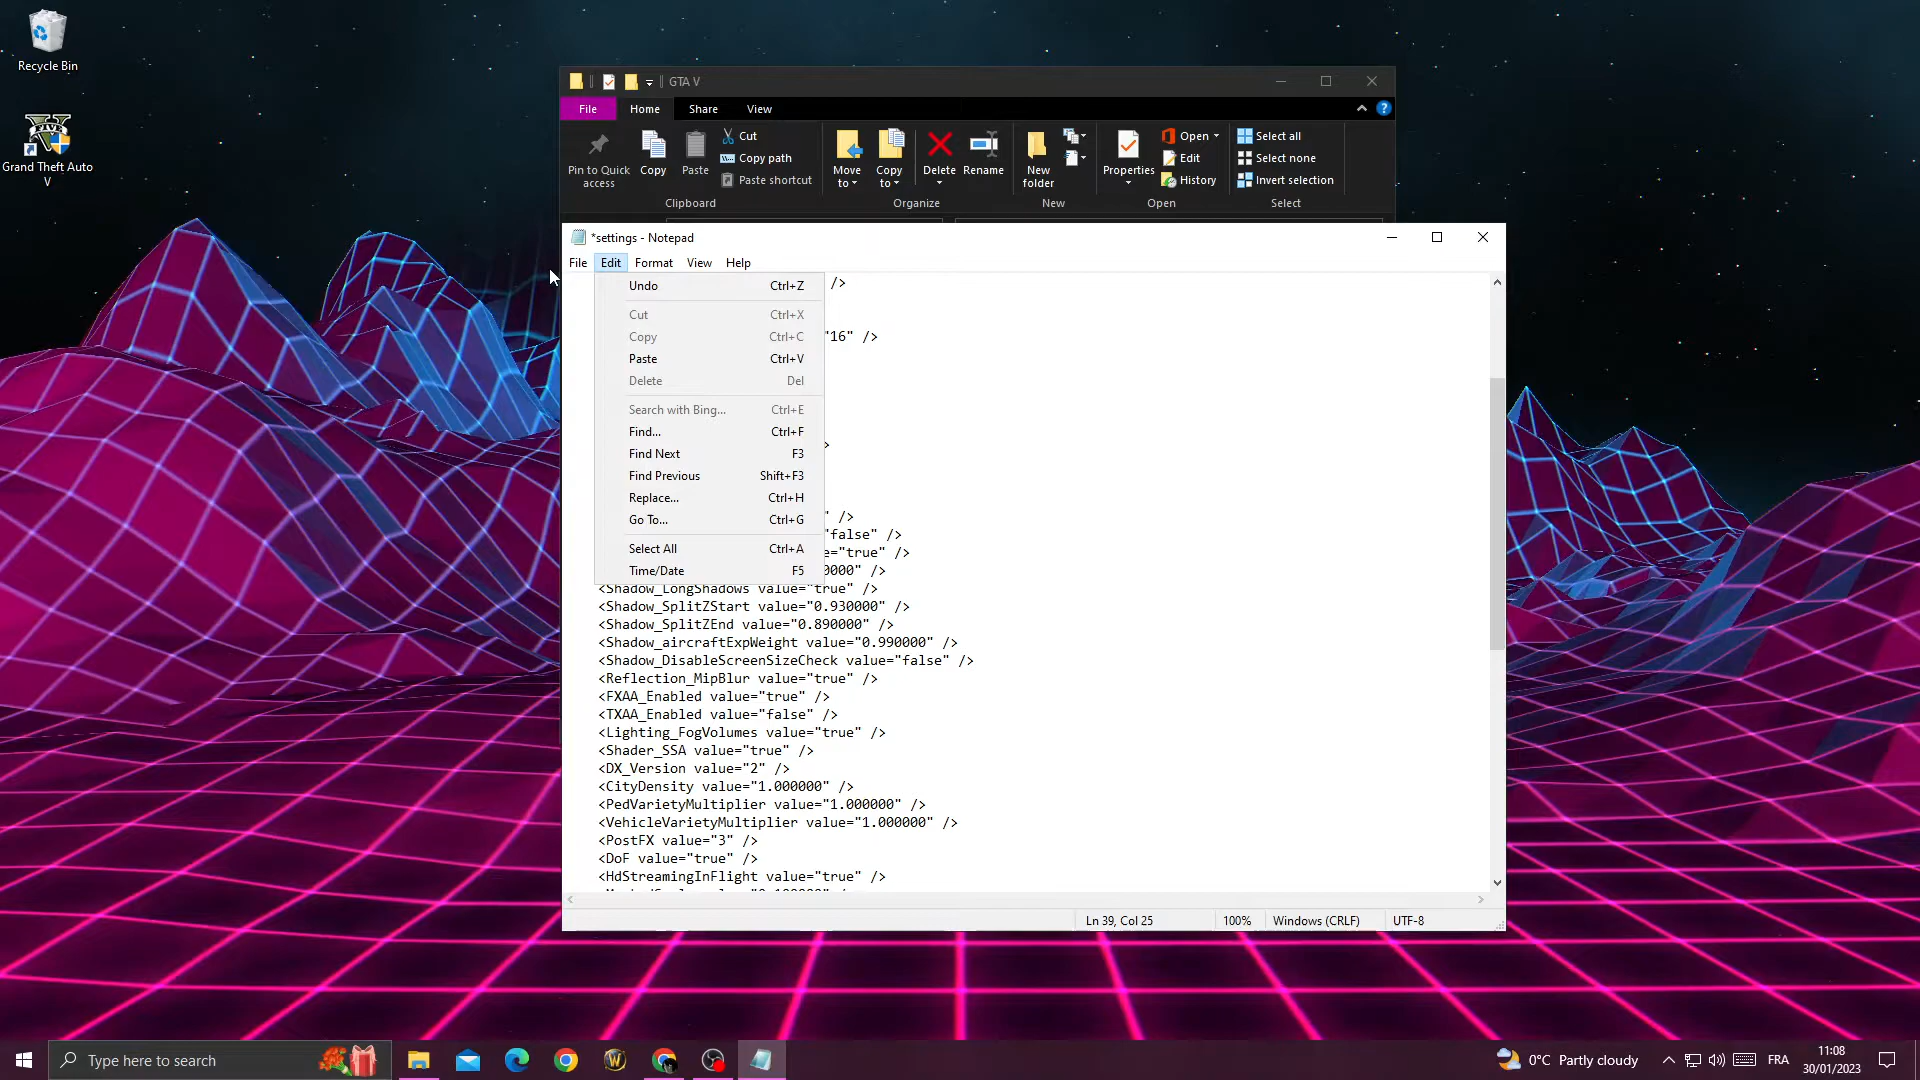 Recycle Bin
Grand Theft Auto
V
GTA V
File Home Share View
Pin to Quick
access
Copy
Paste
Cut
Copy path
Paste shortcut
Clipboard
Move
to
Copy
to
Delete
Rename
Organize
New
folder
New
Properties
Open
Edit
History
Open
Select all
Select none
Invert selection
Select
*settings - Notepad
File Edit Format View Help
Undo Ctrl+Z
Cut Ctrl+X
Copy Ctrl+C
Paste Ctrl+V
Delete Del
Search with Bing... Ctrl+E
Find... Ctrl+F
Find Next F3
Find Previous Shift+F3
Replace... Ctrl+H
Go To... Ctrl+G
Select All Ctrl+A
Time/Date F5
/>
"16" />
>
" />
"false" />
e="true" />
0000" />
<Shadow_LongShadows value="true" />
<Shadow_SplitZStart value="0.930000" />
<Shadow_SplitZEnd value="0.890000" />
<Shadow_aircraftExpWeight value="0.990000" />
<Shadow_DisableScreenSizeCheck value="false" />
<Reflection_MipBlur value="true" />
<FXAA_Enabled value="true" />
<TXAA_Enabled value="false" />
<Lighting_FogVolumes value="true" />
<Shader_SSA value="true" />
<DX_Version value="2" />
<CityDensity value="1.000000" />
<PedVarietyMultiplier value="1.000000" />
<VehicleVarietyMultiplier value="1.000000" />
<PostFX value="3" />
<DoF value="true" />
<HdStreamingInFlight value="true" />
Ln 39, Col 25 100% Windows (CRLF) UTF-8
Type here to search
0°C Partly cloudy
FRA
11:08
30/01/2023